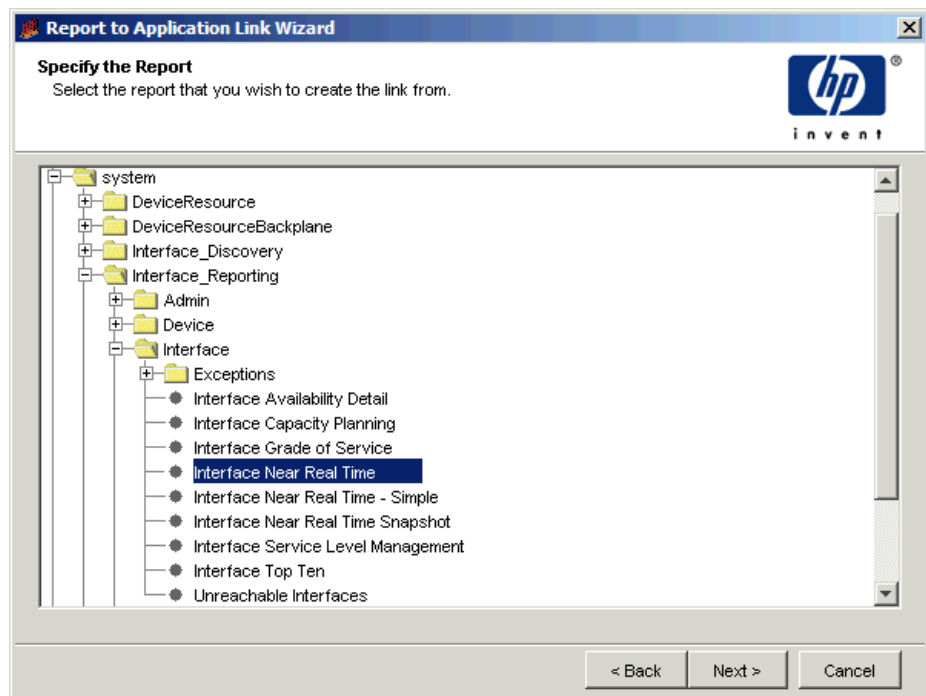 Report to Application Link Wizard
Specify the Report
Select the report that you wish to create the link from.
hp ®
invent
system
DeviceResource
DeviceResourceBackplane
Interface_Discovery
Interface_Reporting
Admin
Device
Interface
Exceptions
Interface Availability Detail
Interface Capacity Planning
Interface Grade of Service
Interface Near Real Time
Interface Near Real Time - Simple
Interface Near Real Time Snapshot
Interface Service Level Management
Interface Top Ten
Unreachable Interfaces
< Back Next > Cancel